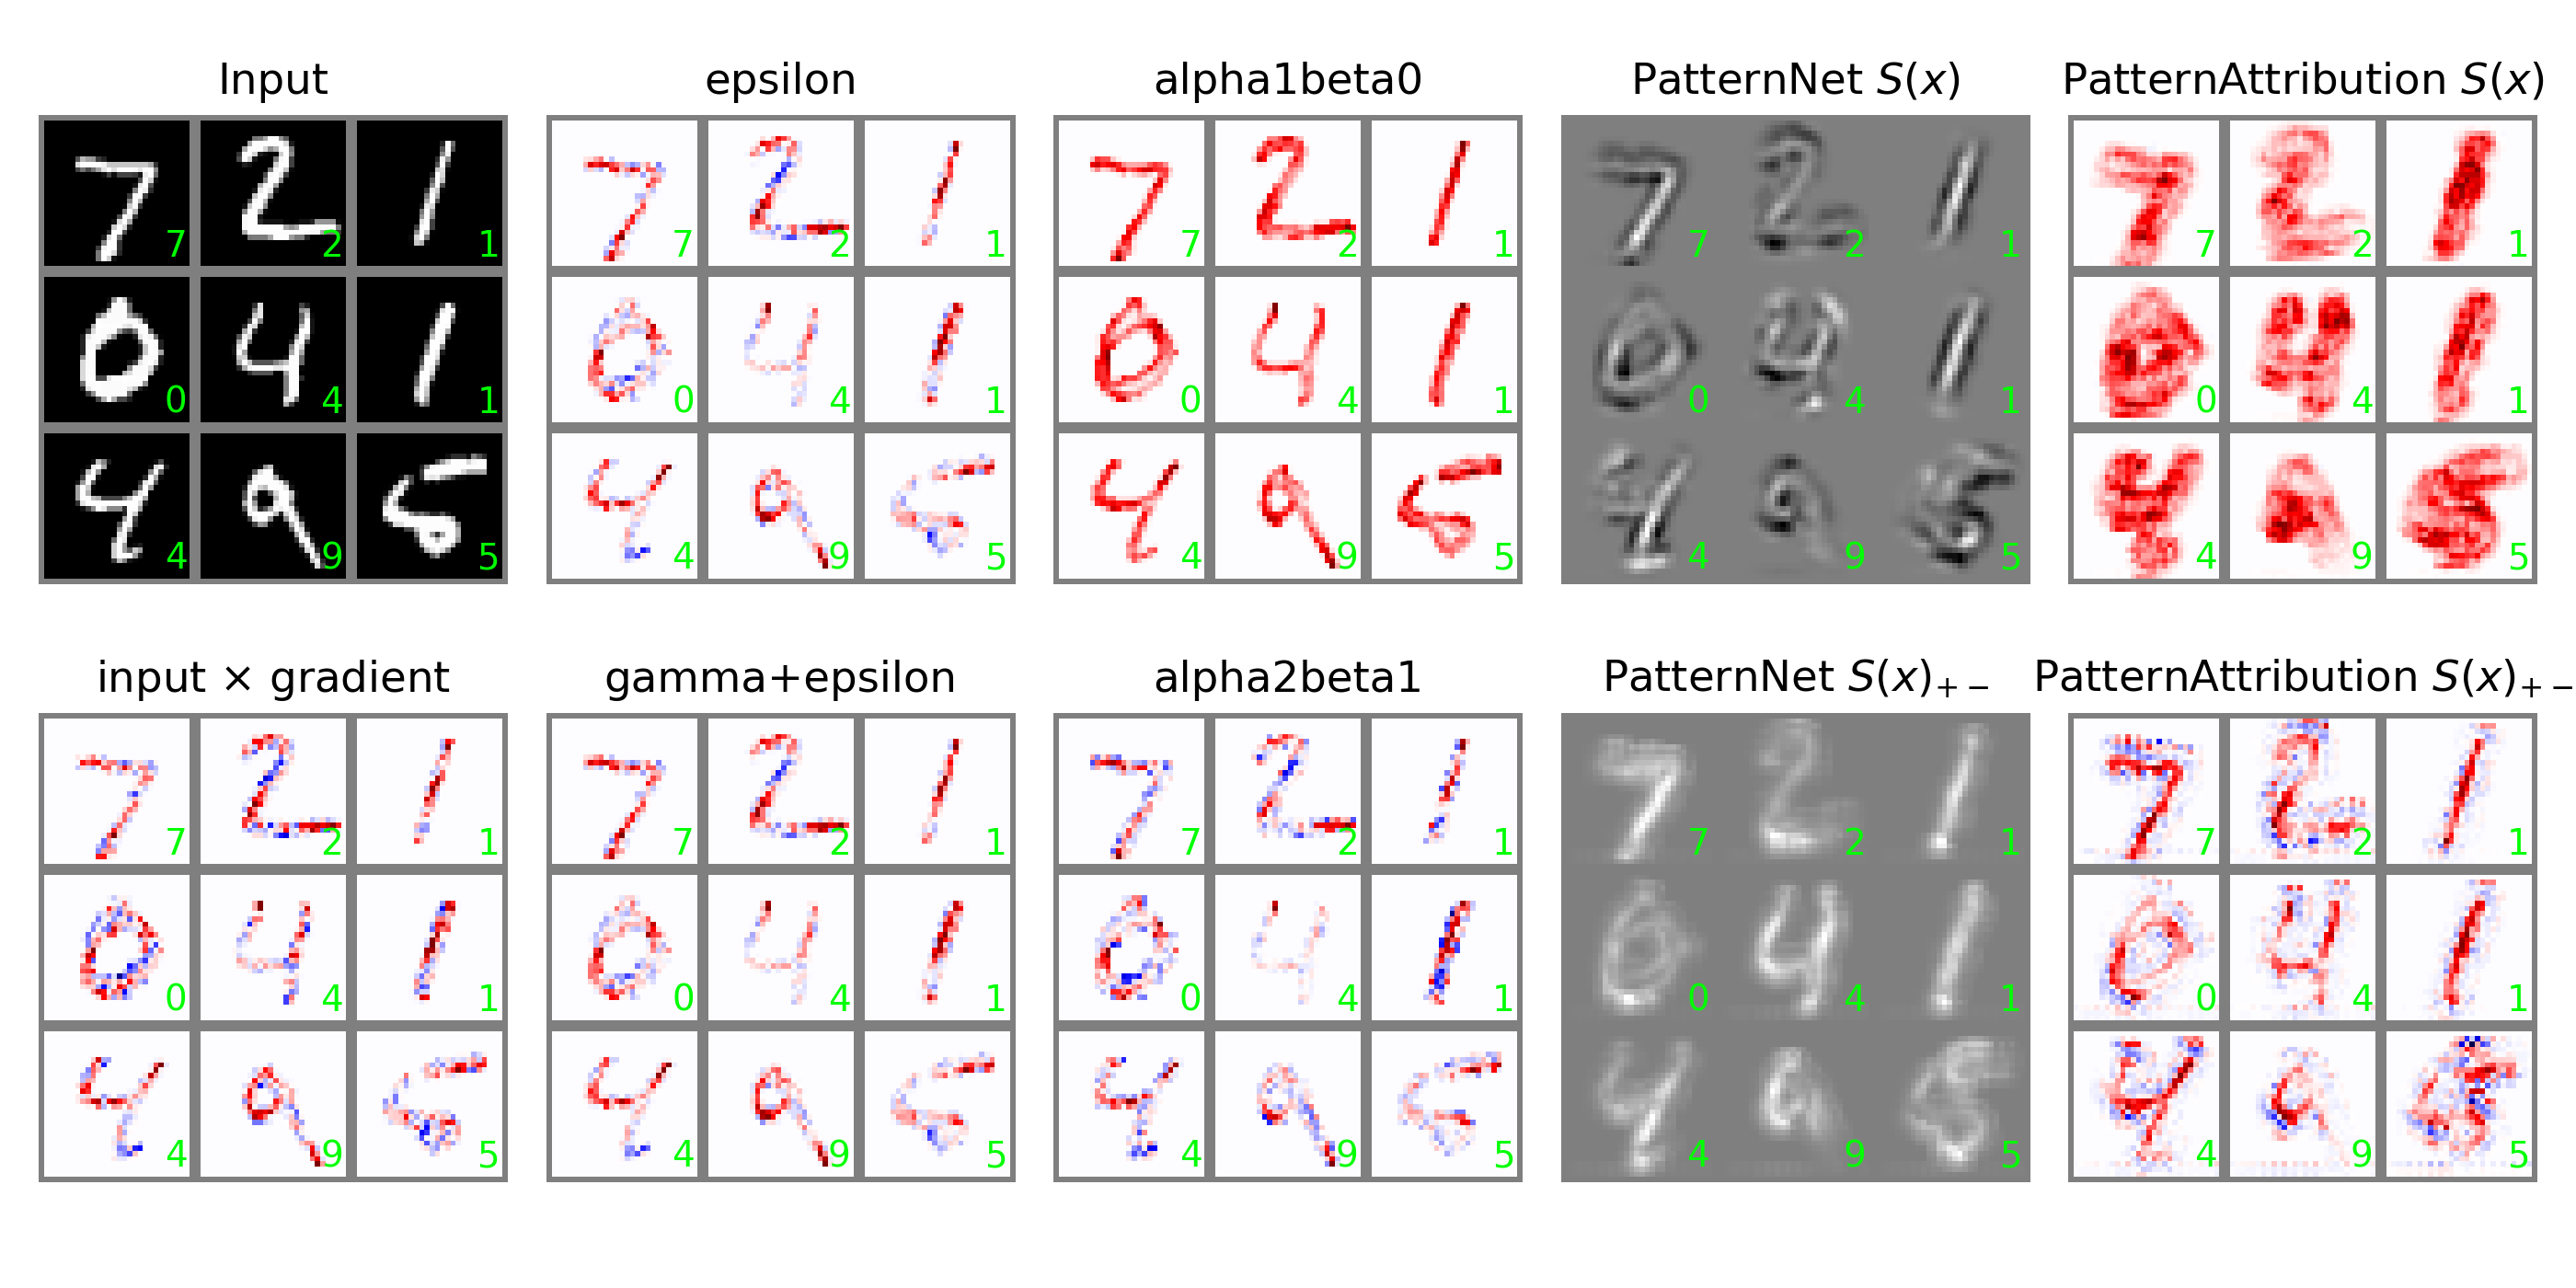 Input epsilon alpha1beta0 PatternNet S(x) PatternAttribution S(x)
7 2 1 7 2 1 7 2 1 7 2 1 7 2 1
0 4 1 0 4 1 0 4 1 0 4 1 0 4 1
4 9 5 4 9 5 4 9 5 4 9 5 4 9 5
input × gradient gamma+epsilon alpha2beta1 PatternNet S(x)+− PatternAttribution S(x)+−
7 2 1 7 2 1 7 2 1 7 2 1 7 2 1
0 4 1 0 4 1 0 4 1 0 4 1 0 4 1
4 9 5 4 9 5 4 9 5 4 9 5 4 9 5